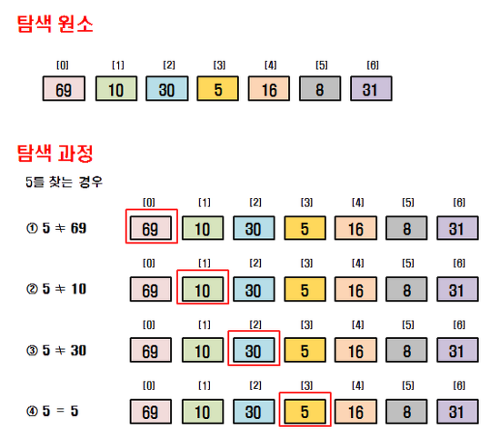 탐색 원소
[0] [1] [2] [3] [4] [5] [6]
69 10 30 5 16 8 31
탐색 과정
5를 찾는 경우
[0] [1] [2] [3] [4] [5] [6]
① 5 ≠ 69 69 10 30 5 16 8 31
[0] [1] [2] [3] [4] [5] [6]
② 5 ≠ 10 69 10 30 5 16 8 31
[0] [1] [2] [3] [4] [5] [6]
③ 5 ≠ 30 69 10 30 5 16 8 31
[0] [1] [2] [3] [4] [5] [6]
④ 5 = 5 69 10 30 5 16 8 31